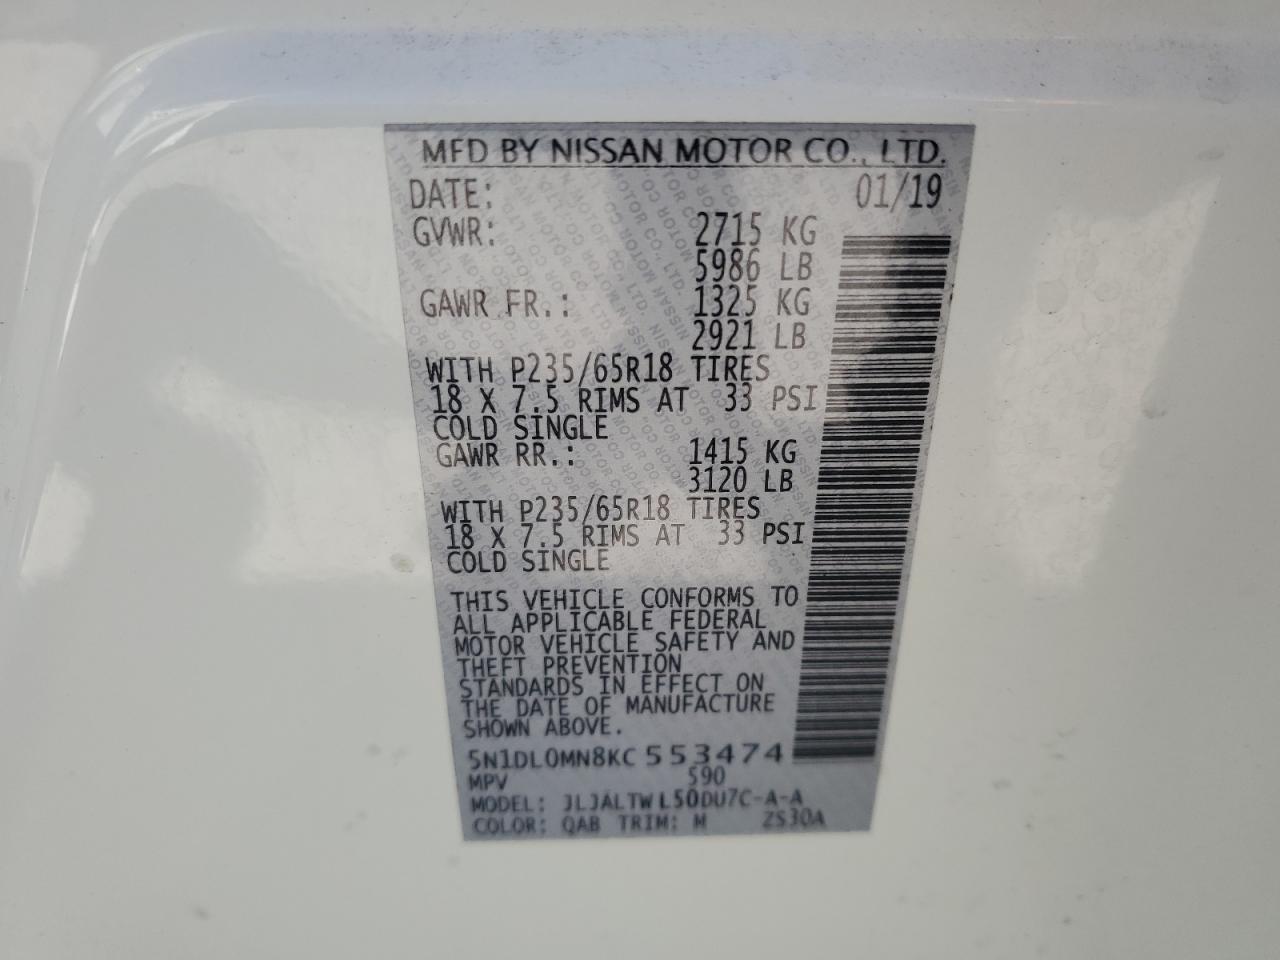 MFD BY NISSAN MOTOR CO., LTD.
DATE: 01/19
GVWR: 2715 KG
5986 LB
GAWR FR.: 1325 KG
2921 LB
WITH P235/65R18 TIRES
18 X 7.5 RIMS AT 33 PSI
COLD SINGLE
GAWR RR.: 1415 KG
3120 LB
WITH P235/65R18 TIRES
18 X 7.5 RIMS AT 33 PSI
COLD SINGLE
THIS VEHICLE CONFORMS TO
ALL APPLICABLE FEDERAL
MOTOR VEHICLE SAFETY AND
THEFT PREVENTION
STANDARDS IN EFFECT ON
THE DATE OF MANUFACTURE
SHOWN ABOVE.
5N1DL0MN8KC553474
MPV 590
MODEL: JLJALTWL50DU7C-A-A
COLOR: QAB TRIM: M ZS30A